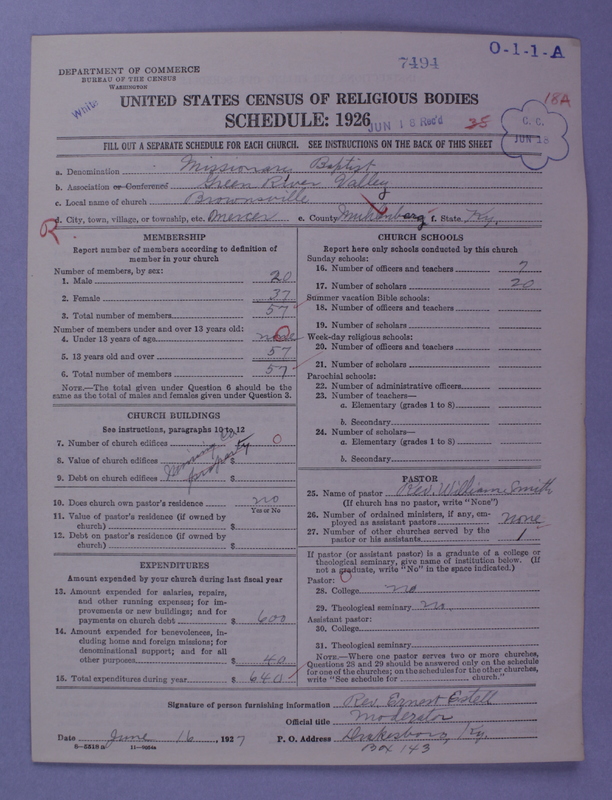 7494
O-1-1-A
DEPARTMENT OF COMMERCE
BUREAU OF THE CENSUS
WASHINGTON
White
UNITED STATES CENSUS OF RELIGIOUS BODIES
SCHEDULE: 1926
JUN 18 Rec'd
35
18A
C. C.
JUN 18
FILL OUT A SEPARATE SCHEDULE FOR EACH CHURCH. SEE INSTRUCTIONS ON THE BACK OF THIS SHEET
a. Denomination Missionary Baptist
b. Association or Conference Green River Valley
c. Local name of church Brownsville
d. City, town, village, or township, etc. Mercer e. County Muhlenberg f. State Ky.
R
MEMBERSHIP
Report number of members according to definition of
member in your church
Number of members, by sex:
1. Male 20
2. Female 37
3. Total number of members 57
Number of members under and over 13 years old:
4. Under 13 years of age none 0
5. 13 years old and over 57
6. Total number of members 57
NOTE.—The total given under Question 6 should be
the same as the total of males and females given under Question 3.
CHURCH BUILDINGS
See instructions, paragraphs 10 to 12
7. Number of church edifices 0
8. Value of church edifices $
9. Debt on church edifices $
property
10. Does church own pastor's residence no
Yes or No
11. Value of pastor's residence (if owned by
church) $
12. Debt on pastor's residence (if owned by
church) $
EXPENDITURES
Amount expended by your church during last fiscal year
13. Amount expended for salaries, repairs,
and other running expenses; for im-
provements or new buildings; and for
payments on church debt $ 600
14. Amount expended for benevolences, in-
cluding home and foreign missions; for
denominational support; and for all
other purposes $ 40
15. Total expenditures during year $ 640
CHURCH SCHOOLS
Report here only schools conducted by this church
Sunday schools:
16. Number of officers and teachers 7
17. Number of scholars 20
Summer vacation Bible schools:
18. Number of officers and teachers
19. Number of scholars
Week-day religious schools:
20. Number of officers and teachers
21. Number of scholars
Parochial schools:
22. Number of administrative officers
23. Number of teachers—
a. Elementary (grades 1 to 8)
b. Secondary
24. Number of scholars—
a. Elementary (grades 1 to 8)
b. Secondary
PASTOR
25. Name of pastor Rev. William Smith
(If church has no pastor, write "None")
26. Number of ordained ministers, if any, em-
ployed as assistant pastors none
27. Number of other churches served by the
pastor or his assistants 1
If pastor (or assistant pastor) is a graduate of a college or
theological seminary, give name of institution below. (If
not a graduate, write "No" in the space indicated.)
Pastor: 0
28. College no
29. Theological seminary no
Assistant pastor:
30. College
31. Theological seminary
NOTE.—Where one pastor serves two or more churches,
Questions 28 and 29 should be answered only on the schedule
for one of the churches; on the schedules for the other churches,
write "See schedule for church."
Signature of person furnishing information Rev. Ernest Estell
Official title Moderator
Date June 16, 1927 P. O. Address Drakesboro, Ky.
8—5518 B 11—9064a Box 143